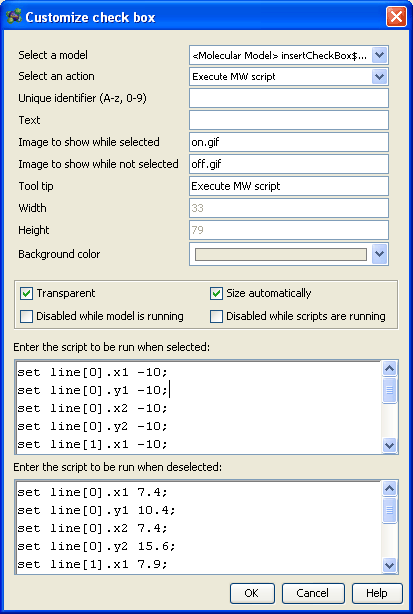 Customize check box
Select a model <Molecular Model> insertCheckBox$...
Select an action Execute MW script
Unique identifier (A-z, 0-9)
Text
Image to show while selected on.gif
Image to show while not selected off.gif
Tool tip Execute MW script
Width 33
Height 79
Background color
Transparent Size automatically
Disabled while model is running Disabled while scripts are running
Enter the script to be run when selected:
set line[0].x1 -10;
set line[0].y1 -10;
set line[0].x2 -10;
set line[0].y2 -10;
set line[1].x1 -10;
Enter the script to be run when deselected:
set line[0].x1 7.4;
set line[0].y1 10.4;
set line[0].x2 7.4;
set line[0].y2 15.6;
set line[1].x1 7.9;
OK Cancel Help